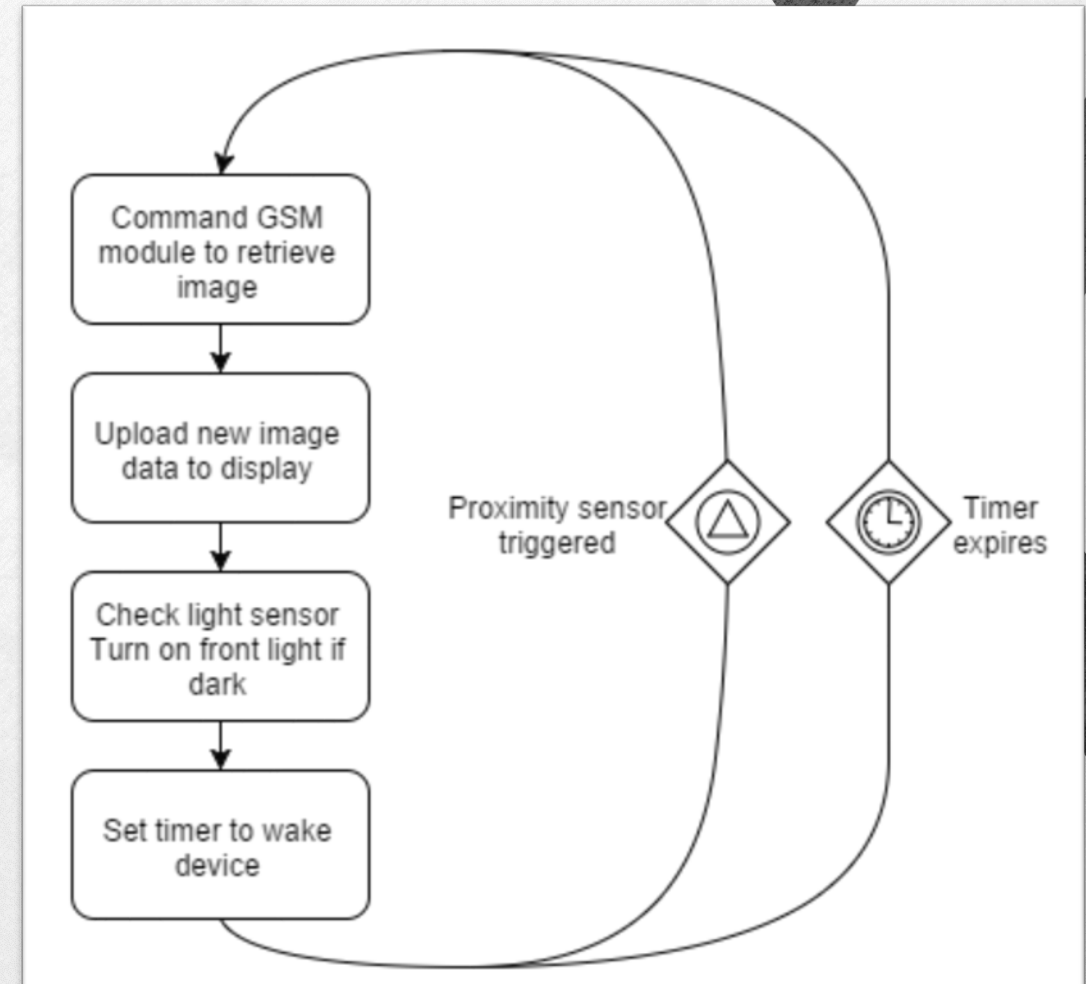 Command GSM
module to retrieve
image
Upload new image
data to display
Check light sensor
Turn on front light if
dark
Set timer to wake
device
Proximity sensor
triggered
Timer
expires